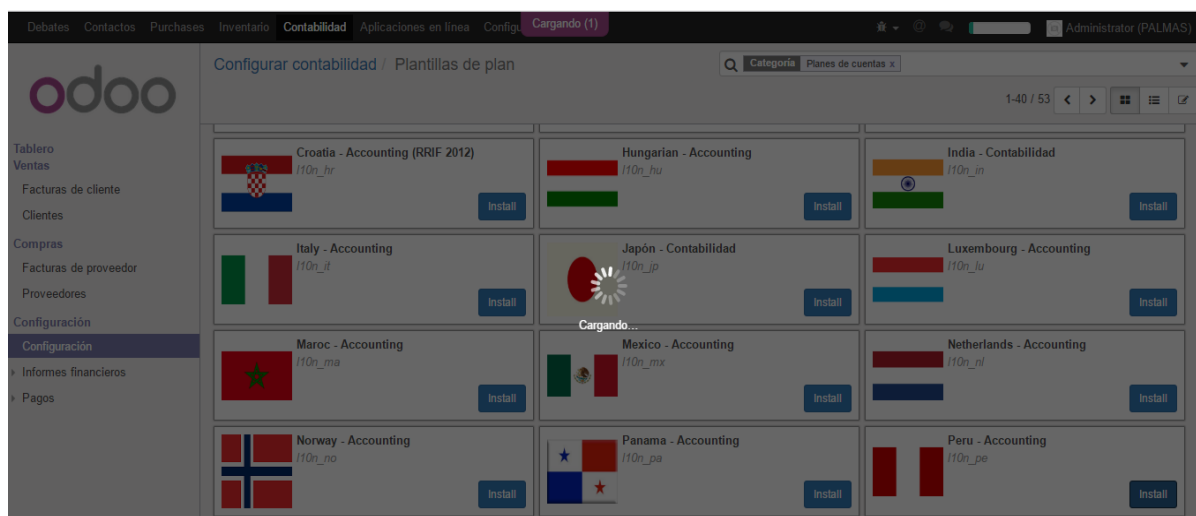 Debates Contactos Purchases Inventario Contabilidad Aplicaciones en línea Configu Cargando (1) @ Administrator (PALMAS)
odoo
Configurar contabilidad / Plantillas de plan
Categoría Planes de cuentas x
1-40 / 53
Tablero
Ventas
Facturas de cliente
Clientes
Compras
Facturas de proveedor
Proveedores
Configuración
Configuración
Informes financieros
Pagos
Croatia - Accounting (RRIF 2012)
l10n_hr
Install
Hungarian - Accounting
l10n_hu
Install
India - Contabilidad
l10n_in
Install
Italy - Accounting
l10n_it
Install
Japón - Contabilidad
l10n_jp
Install
Luxembourg - Accounting
l10n_lu
Install
Cargando...
Maroc - Accounting
l10n_ma
Install
Mexico - Accounting
l10n_mx
Install
Netherlands - Accounting
l10n_nl
Install
Norway - Accounting
l10n_no
Install
Panama - Accounting
l10n_pa
Install
Peru - Accounting
l10n_pe
Install